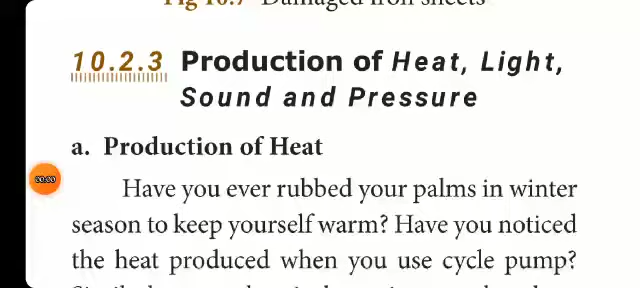 10.2.3 Production of Heat, Light,
Sound and Pressure
a. Production of Heat
Have you ever rubbed your palms in winter
season to keep yourself warm? Have you noticed
the heat produced when you use cycle pump?